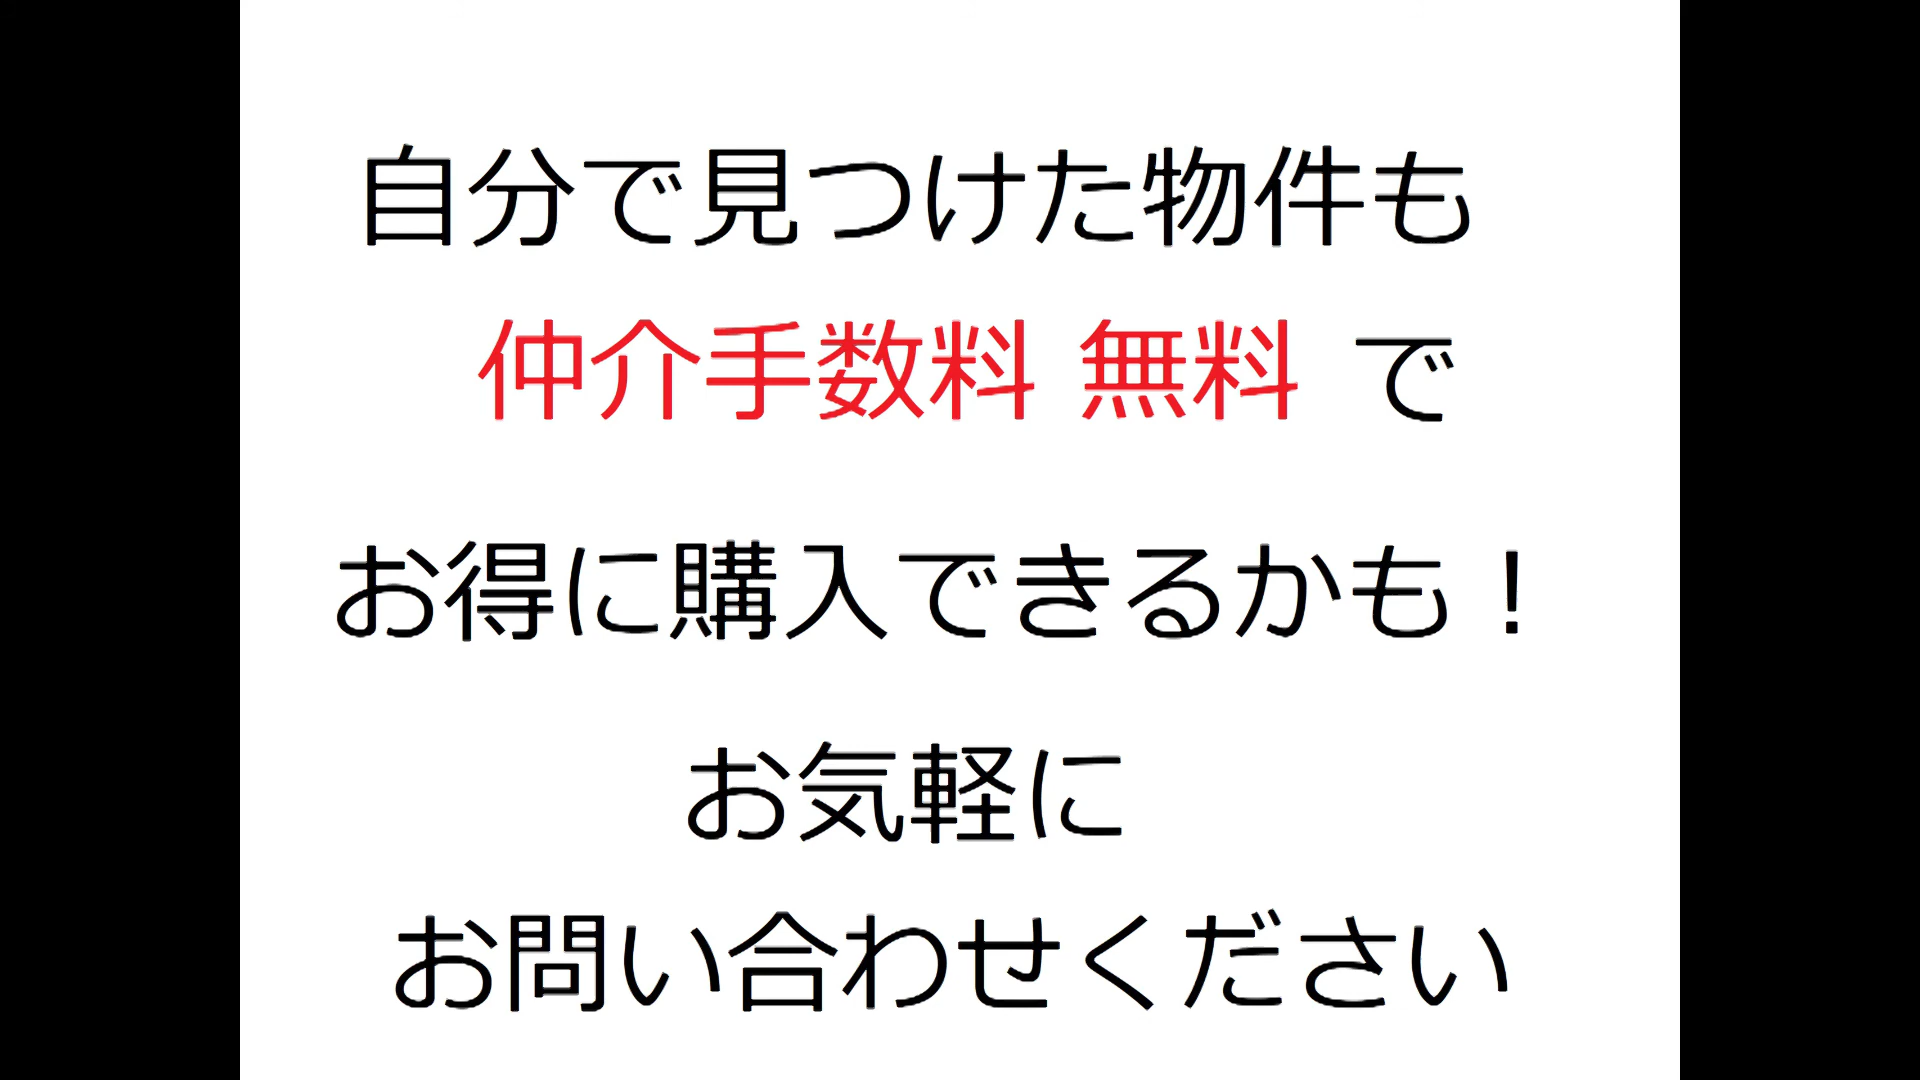 自分で見つけた物件も
仲介手数料 無料 で
お得に購入できるかも！
お気軽に
お問い合わせください